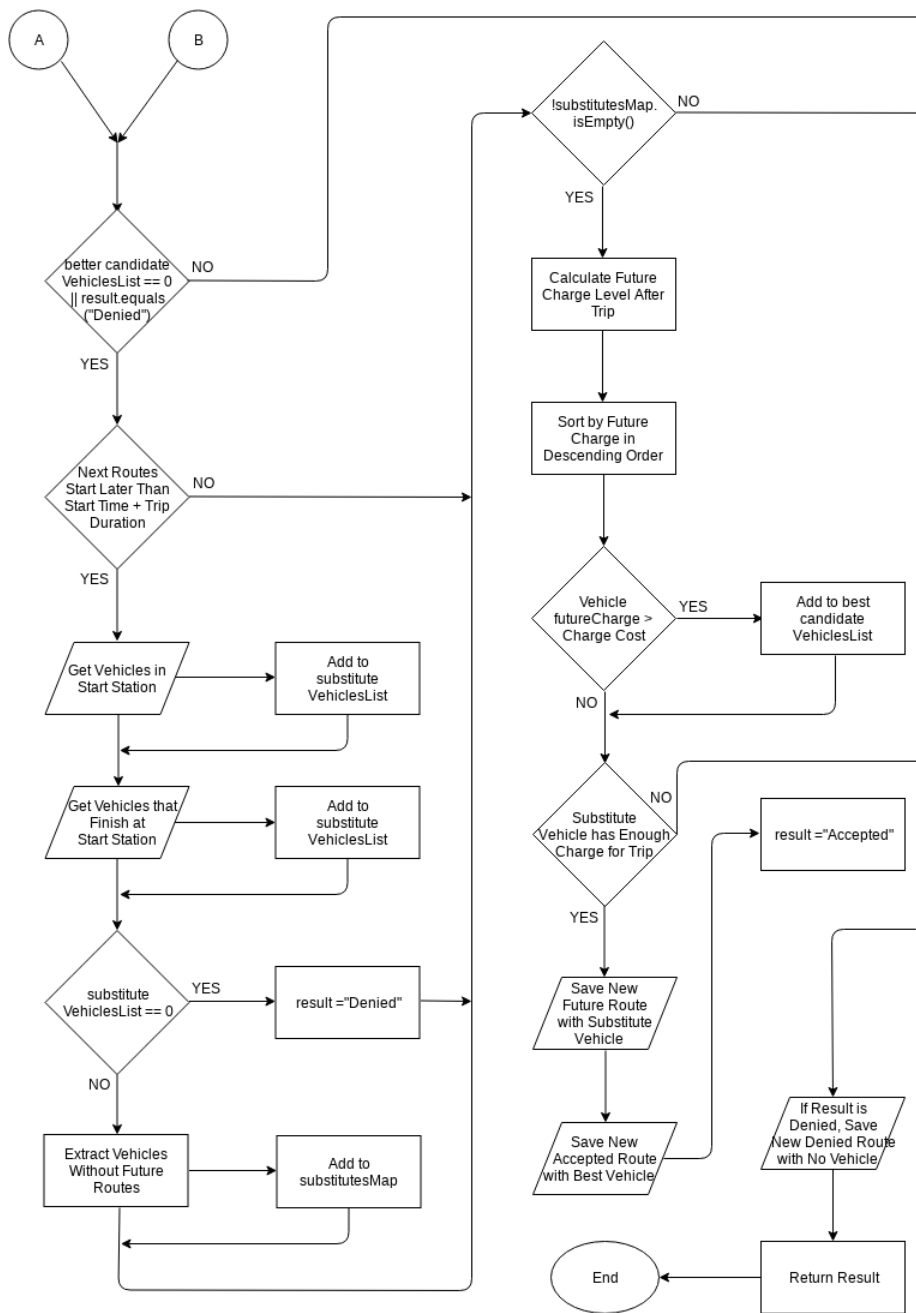 A
B
better candidate
VehiclesList == 0
|| result.equals
("Denied")
NO
YES
Next Routes
Start Later Than
Start Time + Trip
Duration
NO
YES
Get Vehicles in
Start Station
Add to
substitute
VehiclesList
Get Vehicles that
Finish at
Start Station
Add to
substitute
VehiclesList
substitute
VehiclesList == 0
YES
result ="Denied"
NO
Extract Vehicles
Without Future
Routes
Add to
substitutesMap
!substitutesMap.
isEmpty()
NO
YES
Calculate Future
Charge Level After
Trip
Sort by Future
Charge in
Descending Order
Vehicle
futureCharge >
Charge Cost
YES
Add to best
candidate
VehiclesList
NO
Substitute
Vehicle has Enough
Charge for Trip
NO
result ="Accepted"
YES
Save New
Future Route
with Substitute
Vehicle
Save New
Accepted Route
with Best Vehicle
If Result is
Denied, Save
New Denied Route
with No Vehicle
Return Result
End